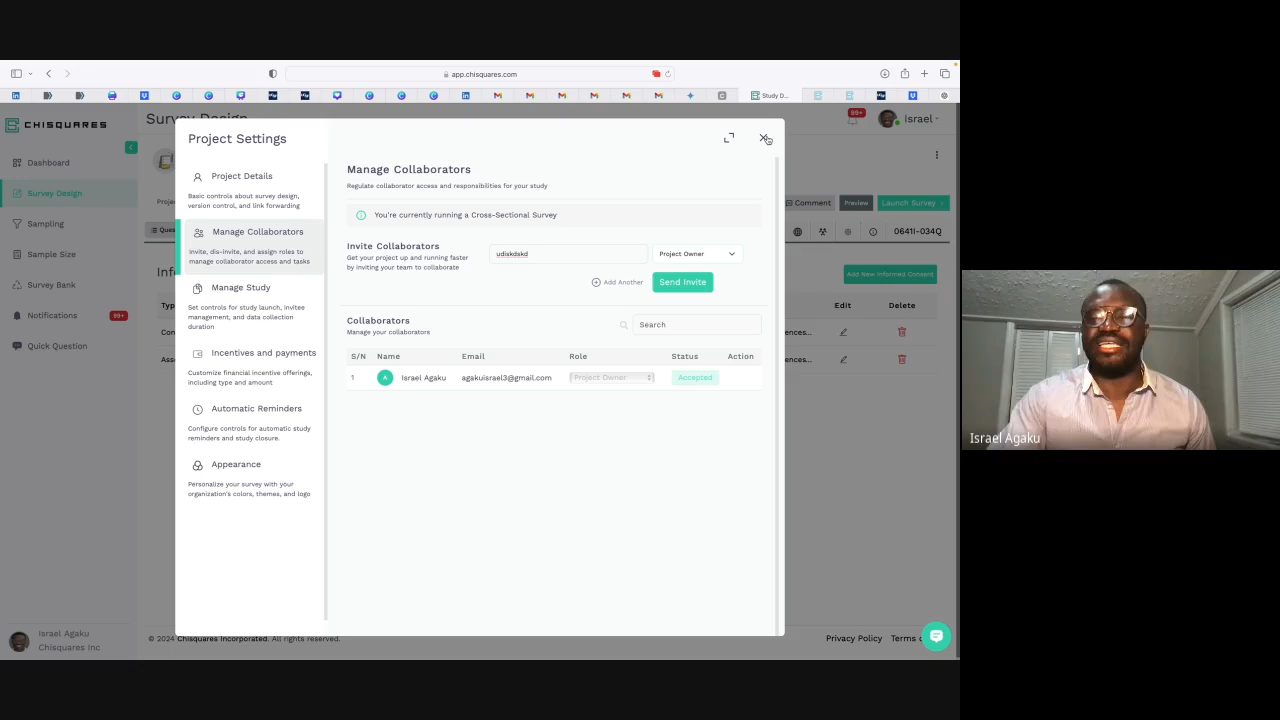 app.chisquares.com
Study D...
CHISQUARES
Survey Design
99+
Israel
Project Settings
Dashboard
Survey Design
Sampling
Sample Size
Survey Bank
Notifications
99+
Quick Question
Project Details
Basic controls about survey design,
version control, and link forwarding
Manage Collaborators
Invite, dis-invite, and assign roles to
manage collaborator access and tasks
Manage Study
Set controls for study launch, invitee
management, and data collection
duration
Incentives and payments
Customize financial incentive offerings,
including type and amount
Automatic Reminders
Configure controls for automatic study
reminders and study closure.
Appearance
Personalize your survey with your
organization's colors, themes, and logo
Manage Collaborators
Regulate collaborator access and responsibilities for your study
You're currently running a Cross-Sectional Survey
Invite Collaborators
Get your project up and running faster
by inviting your team to collaborate
udiskdskd
Project Owner
Add Another
Send Invite
Collaborators
Manage your collaborators
Search
S/N Name Email Role Status Action
1 A Israel Agaku agakuisrael3@gmail.com Project Owner Accepted
Comment
Preview
Launch Survey
0641I-034Q
Add New Informed Consent
Edit Delete
ences...
ences...
Israel Agaku
Chisquares Inc
© 2024 Chisquares Incorporated. All rights reserved.
Privacy Policy
Terms
Israel Agaku